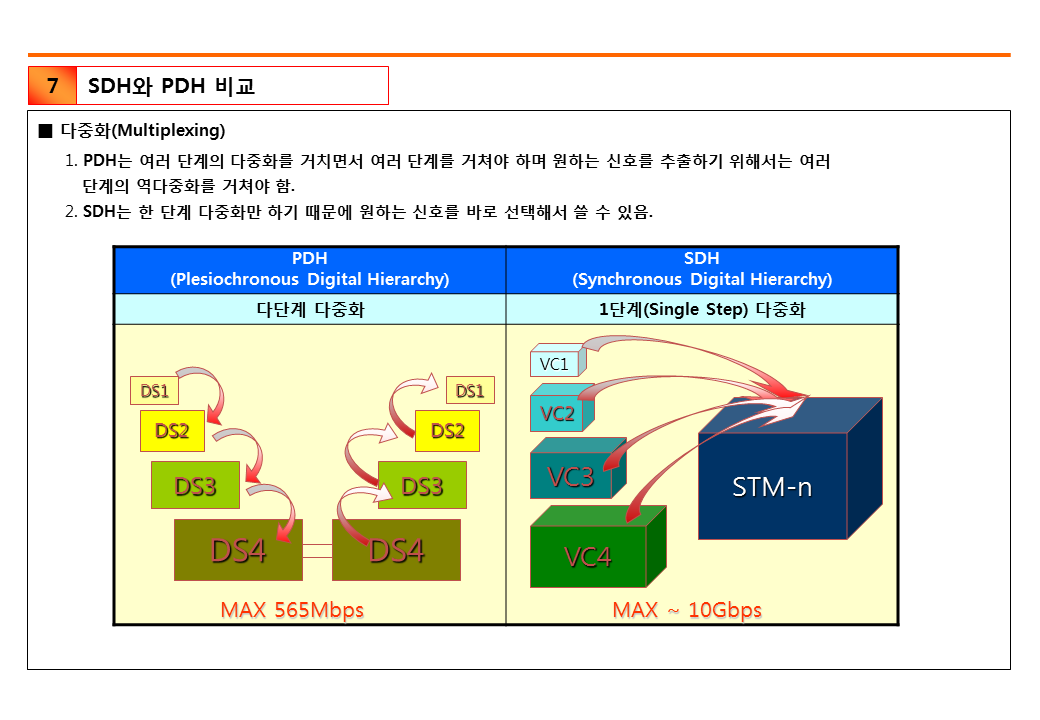 7
SDH와 PDH 비교
■ 다중화(Multiplexing)
1. PDH는 여러 단계의 다중화를 거치면서 여러 단계를 거쳐야 하며 원하는 신호를 추출하기 위해서는 여러
단계의 역다중화를 거쳐야 함.
2. SDH는 한 단계 다중화만 하기 때문에 원하는 신호를 바로 선택해서 쓸 수 있음.
PDH
(Plesiochronous Digital Hierarchy)
SDH
(Synchronous Digital Hierarchy)
다단계 다중화
1단계(Single Step) 다중화
DS1
DS2
DS3
DS4
DS1
DS2
DS3
DS4
MAX 565Mbps
VC1
VC2
VC3
VC4
STM-n
MAX ~ 10Gbps